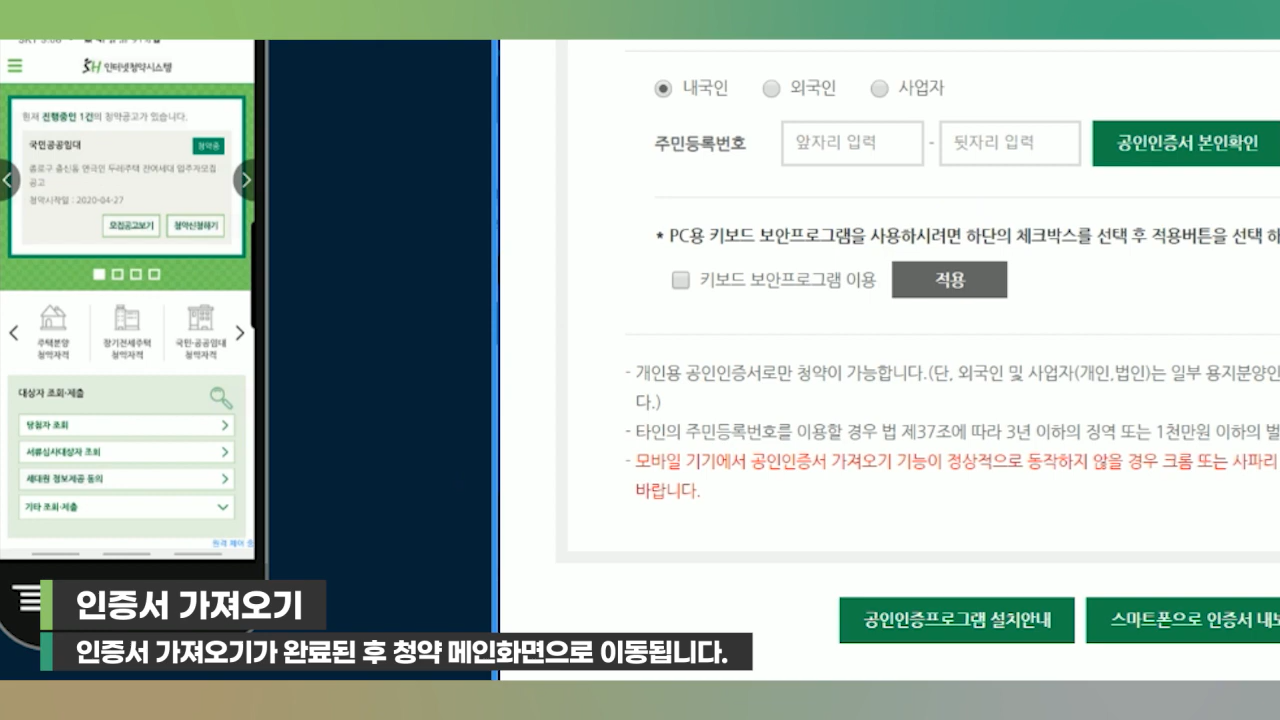 SH 인터넷청약시스템
현재 진행중인 1건의 청약공고가 있습니다.
국민공공임대
청약중
종로구 충신동 연극인 두레주택 잔여세대 입주자모집
공고
청약시작일 : 2020-04-27
모집공고보기
청약신청하기
주택분양
청약자격
장기전세주택
청약자격
국민·공공임대
청약자격
대상자 조회·제출
당첨자 조회
서류심사대상자 조회
세대원 정보제공 동의
기타 조회·제출
원격 제어 중
내국인
외국인
사업자
주민등록번호
앞자리 입력
-
뒷자리 입력
공인인증서 본인확인
* PC용 키보드 보안프로그램을 사용하시려면 하단의 체크박스를 선택 후 적용버튼을 선택 하
키보드 보안프로그램 이용
적용
- 개인용 공인인증서로만 청약이 가능합니다.(단, 외국인 및 사업자(개인,법인)는 일부 용지분양인
다.)
- 타인의 주민등록번호를 이용할 경우 법 제37조에 따라 3년 이하의 징역 또는 1천만원 이하의 벌
- 모바일 기기에서 공인인증서 가져오기 기능이 정상적으로 동작하지 않을 경우 크롬 또는 사파리
바랍니다.
공인인증프로그램 설치안내
스마트폰으로 인증서 내보
인증서 가져오기
인증서 가져오기가 완료된 후 청약 메인화면으로 이동됩니다.